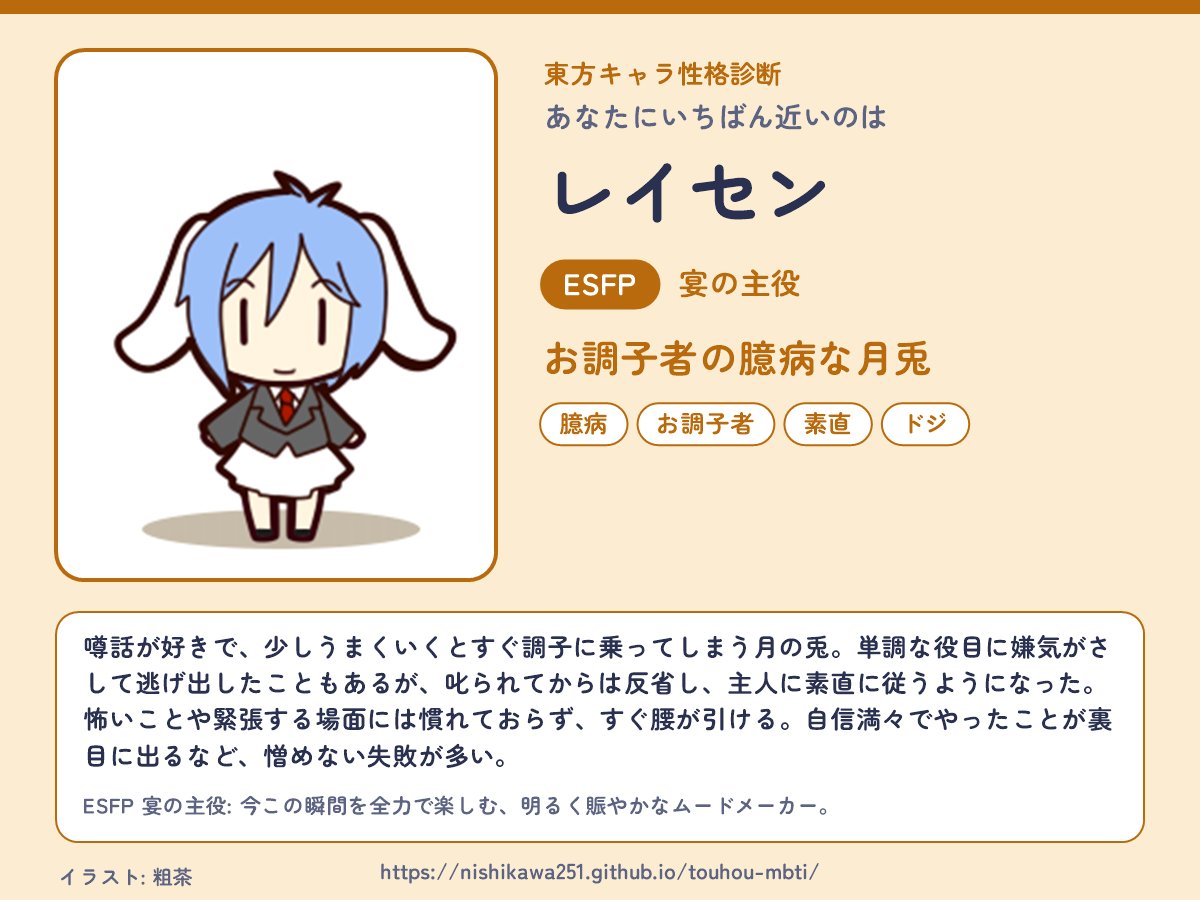 東方キャラ性格診断
あなたにいちばん近いのは
レイセン
ESFP 宴の主役
お調子者の臆病な月兎
臆病 お調子者 素直 ドジ
噂話が好きで、少しうまくいくとすぐ調子に乗ってしまう月の兎。単調な役目に嫌気がさ
して逃げ出したこともあるが、叱られてからは反省し、主人に素直に従うようになった。
怖いことや緊張する場面には慣れておらず、すぐ腰が引ける。自信満々でやったことが裏
目に出るなど、憎めない失敗が多い。
ESFP 宴の主役: 今この瞬間を全力で楽しむ、明るく賑やかなムードメーカー。
イラスト: 粗茶
https://nishikawa251.github.io/touhou-mbti/